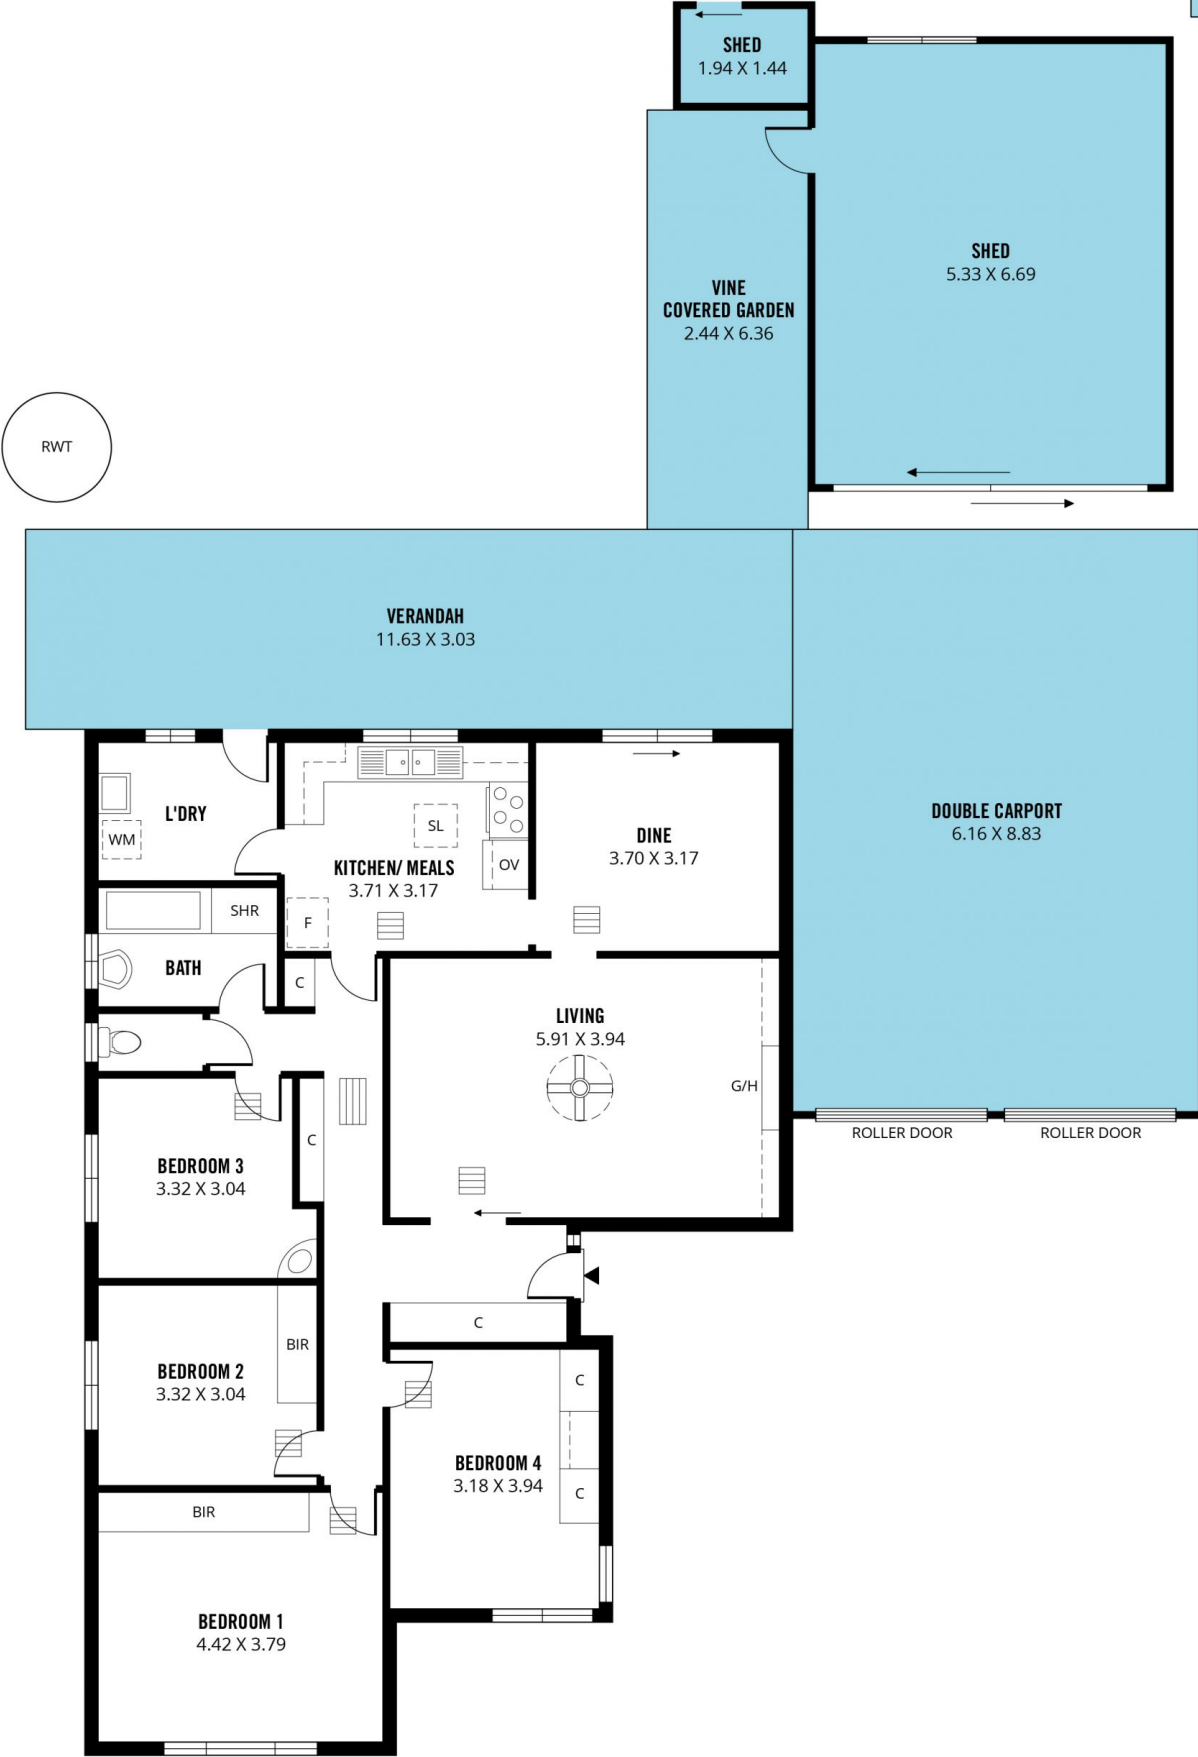 SHED
1.94 X 1.44
SHED
5.33 X 6.69
VINE
COVERED GARDEN
2.44 X 6.36
RWT
VERANDAH
11.63 X 3.03
DOUBLE CARPORT
6.16 X 8.83
ROLLER DOOR
ROLLER DOOR
L'DRY
WM
SL
OV
KITCHEN/ MEALS
3.71 X 3.17
F
DINE
3.70 X 3.17
SHR
BATH
C
LIVING
5.91 X 3.94
G/H
C
BEDROOM 3
3.32 X 3.04
C
BIR
BEDROOM 2
3.32 X 3.04
C
BEDROOM 4
3.18 X 3.94
C
BIR
BEDROOM 1
4.42 X 3.79